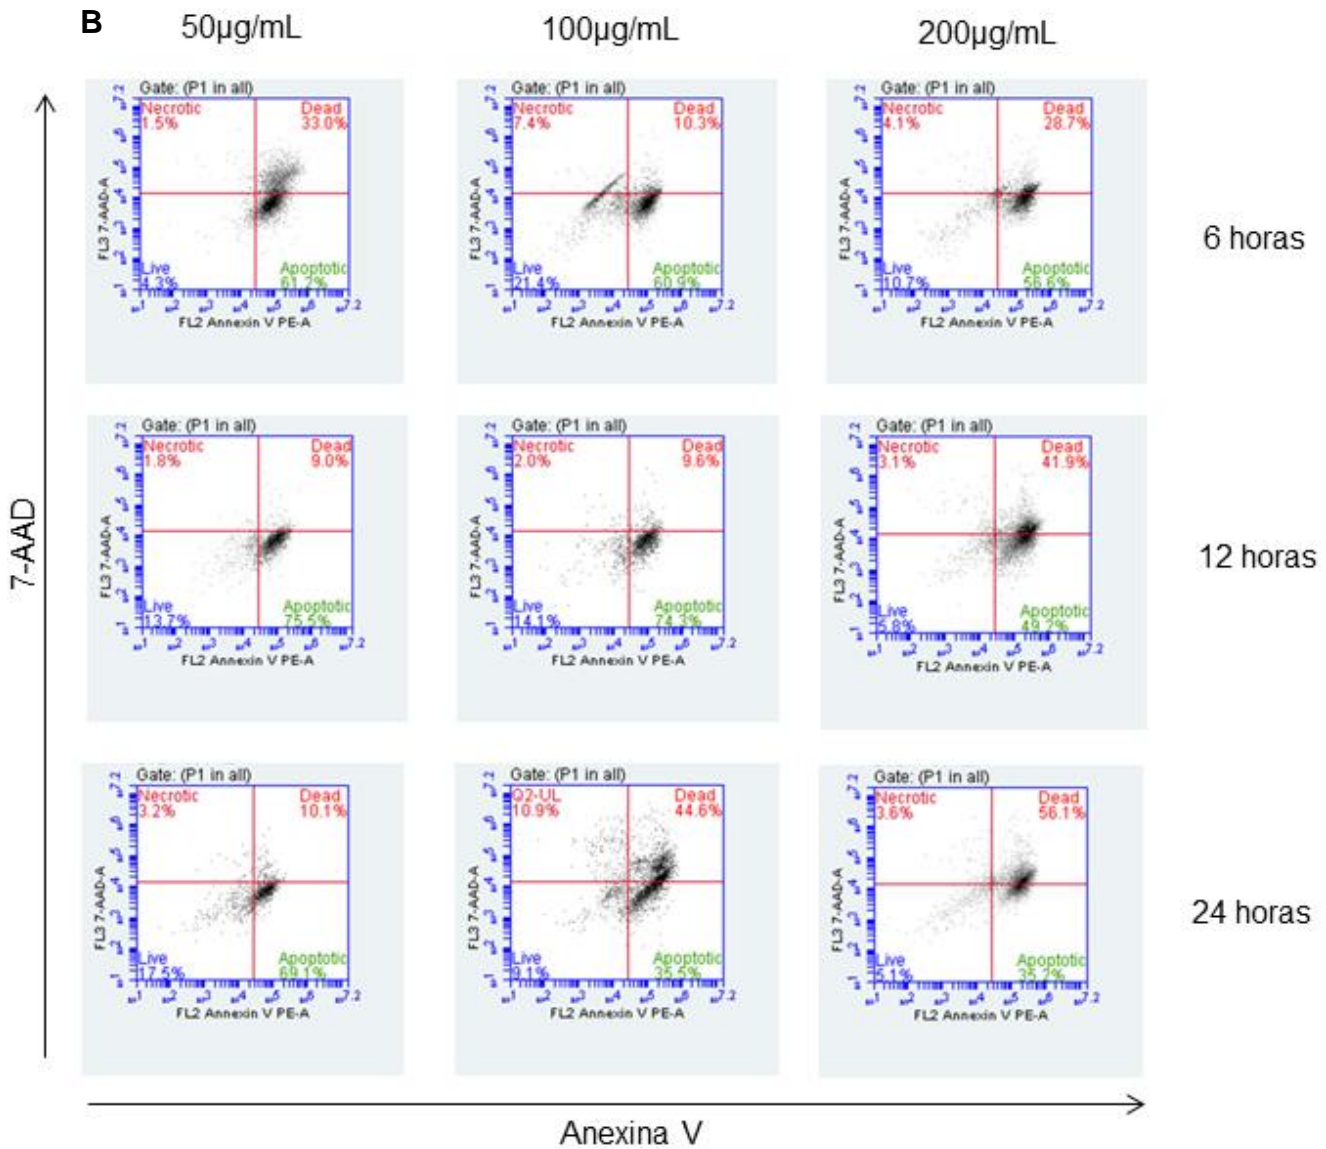 B
50µg/mL 100µg/mL 200µg/mL
Gate: (P1 in all) Gate: (P1 in all) Gate: (P1 in all)
Necrotic Dead Necrotic Dead Necrotic Dead
1.5% 33.0% 7.4% 10.3% 4.1% 28.7%
FL3 7-AAD-A FL3 7-AAD-A FL3 7-AAD-A
6 horas
Live Apoptotic Live Apoptotic Live Apoptotic
4.3% 61.2% 21.4% 60.9% 10.7% 56.6%
FL2 Annexin V PE-A FL2 Annexin V PE-A FL2 Annexin V PE-A
Gate: (P1 in all) Gate: (P1 in all) Gate: (P1 in all)
Necrotic Dead Necrotic Dead Necrotic Dead
1.8% 9.0% 2.0% 9.6% 3.1% 41.9%
7-AAD
FL3 7-AAD-A FL3 7-AAD-A FL3 7-AAD-A
12 horas
Live Apoptotic Live Apoptotic Live Apoptotic
13.7% 75.5% 14.1% 74.3% 5.8% 49.2%
FL2 Annexin V PE-A FL2 Annexin V PE-A FL2 Annexin V PE-A
Gate: (P1 in all) Gate: (P1 in all) Gate: (P1 in all)
Necrotic Dead Q2-UL Dead Necrotic Dead
3.2% 10.1% 10.9% 44.6% 3.6% 56.1%
FL3 7-AAD-A FL3 7-AAD-A FL3 7-AAD-A
24 horas
Live Apoptotic Live Apoptotic Live Apoptotic
17.5% 69.1% 9.1% 35.5% 5.1% 35.2%
FL2 Annexin V PE-A FL2 Annexin V PE-A FL2 Annexin V PE-A
Anexina V